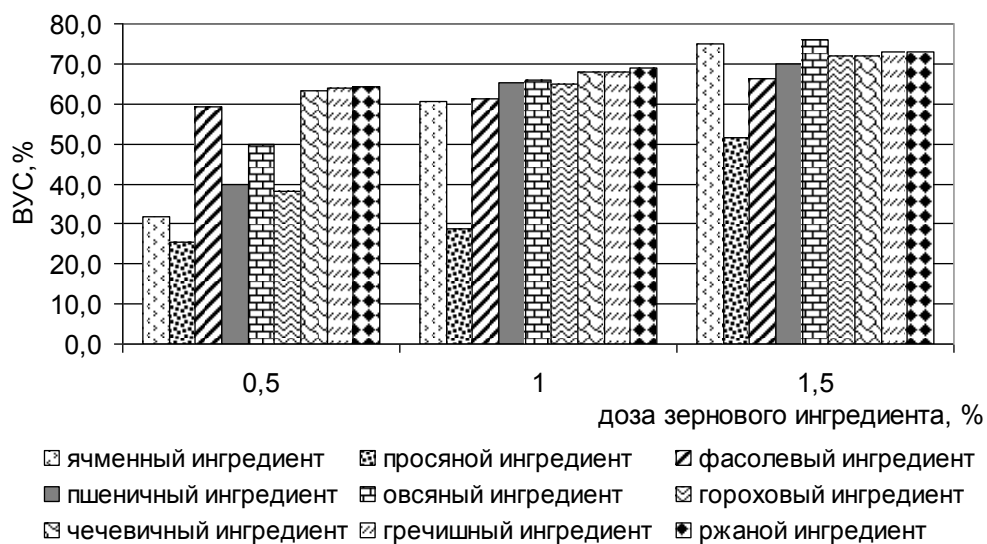 80,0
70,0
60,0
50,0
40,0
30,0
20,0
10,0
0,0
ВУС,%
0,5 1 1,5
доза зернового ингредиента, %
ячменный ингредиент просяной ингредиент фасолевый ингредиент
пшеничный ингредиент овсяный ингредиент гороховый ингредиент
чечевичный ингредиент гречишный ингредиент ржаной ингредиент